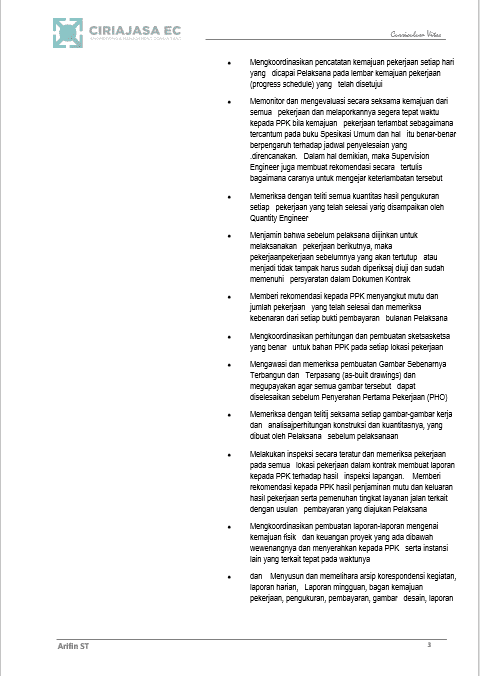 CIRIAJASA EC
Curriculum Vitae
• Mengkoordinasikan pencatatan kemajuan pekerjaan setiap hari
yang dicapai Pelaksana pada lembar kemajuan pekerjaan
(progress schedule) yang telah disetujui
• Memonitor dan mengevaluasi secara seksama kemajuan dari
semua pekerjaan dan melaporkannya segera tepat waktu
kepada PPK bila kemajuan pekerjaan terlambat sebagaimana
tercantum pada buku Spesikasi Umum dan hal itu benar-benar
berpengaruh terhadap jadwal penyelesaian yang
.direncanakan. Dalam hal demikian, maka Supervision
Engineer juga membuat rekomendasi secara tertulis
bagaimana caranya untuk mengejar keterlambatan tersebut
• Memeriksa dengan teliti semua kuantitas hasil pengukuran
setiap pekerjaan yang telah selesai yarig disampaikan oleh
Quantity Engineer
• Menjamin bahwa sebelum pelaksana diijinkan untuk
melaksanakan pekerjaan berikutnya, maka
pekerjaanpekerjaan sebelumnya yang akan tertutup atau
menjadi tidak tampak harus sudah diperiksaj diuji dan sudah
memenuhi persyaratan dalam Dokumen Kontrak
• Memberi rekomendasi kepada PPK menyangkut mutu dan
jumlah pekerjaan yang telah selesai dan memeriksa
kebenaran dari setiap bukti pembayaran bulanan Pelaksana
• Mengkoordinasikan perhitungan dan pembuatan sketsasketsa
yang benar untuk bahan PPK pada setiap lokasi pekerjaan
• Mengawasi dan memeriksa pembuatan Gambar Sebenarnya
Terbangun dan Terpasang (as-built drawings) dan
megupayakan agar semua gambar tersebut dapat
diselesaikan sebelum Penyerahan Pertama Pekerjaan (PHO)
• Memeriksa dengan telitij seksama setiap gambar-gambar kerja
dan analisajperhitungan konstruksi dan kuantitasnya, yang
dibuat oleh Pelaksana sebelum pelaksanaan
• Melakukan inspeksi secara teratur dan memeriksa pekerjaan
pada semua lokasi pekerjaan dalam kontrak membuat laporan
kepada PPK terhadap hasil inspeksi lapangan. Memberi
rekomendasi kepada PPK hasil penjaminan mutu dan keluaran
hasil pekerjaan serta pemenuhan tingkat layanan jalan terkait
dengan usulan pembayaran yang diajukan Pelaksana
• Mengkoordinasikan pembuatan laporan-laporan mengenai
kemajuan fisik dan keuangan proyek yang ada dibawah
wewenangnya dan menyerahkan kepada PPK serta instansi
lain yang terkait tepat pada waktunya
• dan Menyusun dan memelihara arsip korespondensi kegiatan,
laporan harian, Laporan mingguan, bagan kemajuan
pekerjaan, pengukuran, pembayaran, gambar desain, laporan
Arifin ST
3